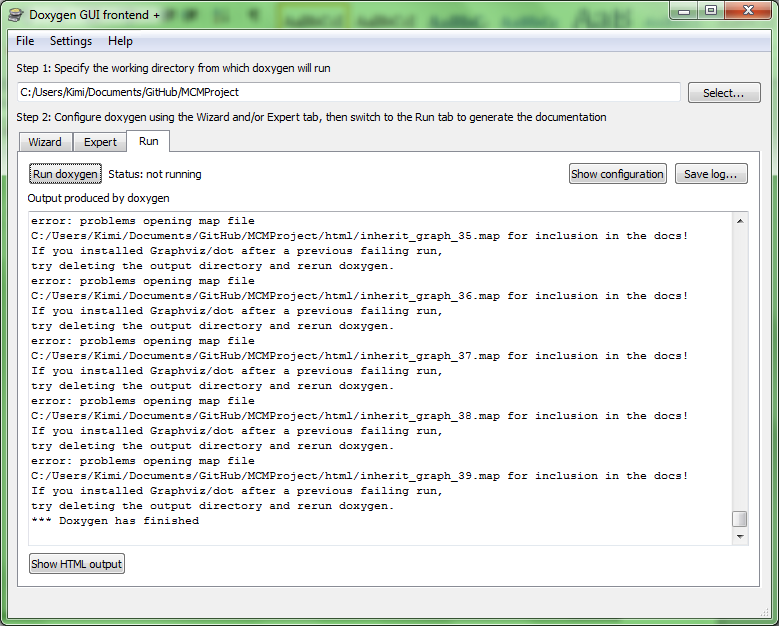 Doxygen GUI frontend +
File Settings Help
Step 1: Specify the working directory from which doxygen will run
C:/Users/Kimi/Documents/GitHub/MCMProject
Select...
Step 2: Configure doxygen using the Wizard and/or Expert tab, then switch to the Run tab to generate the documentation
Wizard Expert Run
Run doxygen Status: not running Show configuration Save log...
Output produced by doxygen
error: problems opening map file
C:/Users/Kimi/Documents/GitHub/MCMProject/html/inherit_graph_35.map for inclusion in the docs!
If you installed Graphviz/dot after a previous failing run,
try deleting the output directory and rerun doxygen.
error: problems opening map file
C:/Users/Kimi/Documents/GitHub/MCMProject/html/inherit_graph_36.map for inclusion in the docs!
If you installed Graphviz/dot after a previous failing run,
try deleting the output directory and rerun doxygen.
error: problems opening map file
C:/Users/Kimi/Documents/GitHub/MCMProject/html/inherit_graph_37.map for inclusion in the docs!
If you installed Graphviz/dot after a previous failing run,
try deleting the output directory and rerun doxygen.
error: problems opening map file
C:/Users/Kimi/Documents/GitHub/MCMProject/html/inherit_graph_38.map for inclusion in the docs!
If you installed Graphviz/dot after a previous failing run,
try deleting the output directory and rerun doxygen.
error: problems opening map file
C:/Users/Kimi/Documents/GitHub/MCMProject/html/inherit_graph_39.map for inclusion in the docs!
If you installed Graphviz/dot after a previous failing run,
try deleting the output directory and rerun doxygen.
*** Doxygen has finished
Show HTML output